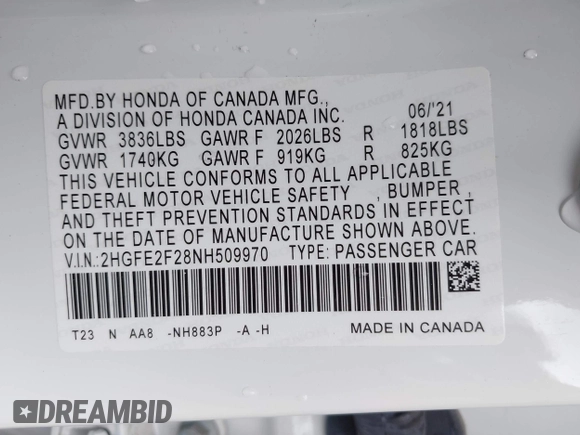 MFD.BY HONDA OF CANADA MFG.,
A DIVISION OF HONDA CANADA INC. 06/'21
GVWR 3836LBS GAWR F 2026LBS R 1818LBS
GVWR 1740KG GAWR F 919KG R 825KG
THIS VEHICLE CONFORMS TO ALL APPLICABLE
FEDERAL MOTOR VEHICLE SAFETY , BUMPER ,
AND THEFT PREVENTION STANDARDS IN EFFECT
ON THE DATE OF MANUFACTURE SHOWN ABOVE.
V.I.N.:2HGFE2F28NH509970 TYPE: PASSENGER CAR
T23 N AA8 -NH883P -A -H MADE IN CANADA
DREAMBID